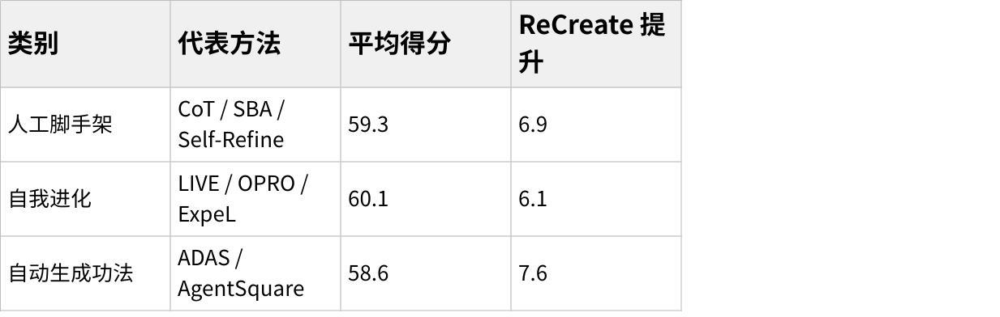 类别
代表方法
平均得分
ReCreate 提
升
人工脚手架
CoT / SBA /
Self-Refine
59.3
6.9
自我进化
LIVE / OPRO /
ExpeL
60.1
6.1
自动生成功法
ADAS /
AgentSquare
58.6
7.6